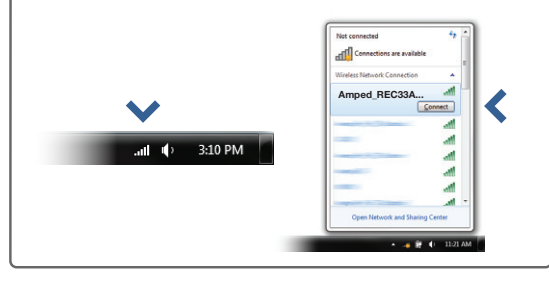 Not connected
Connections are available
Wireless Network Connection
Amped_REC33A...
Connect
Open Network and Sharing Center
3:10 PM
11:21 AM